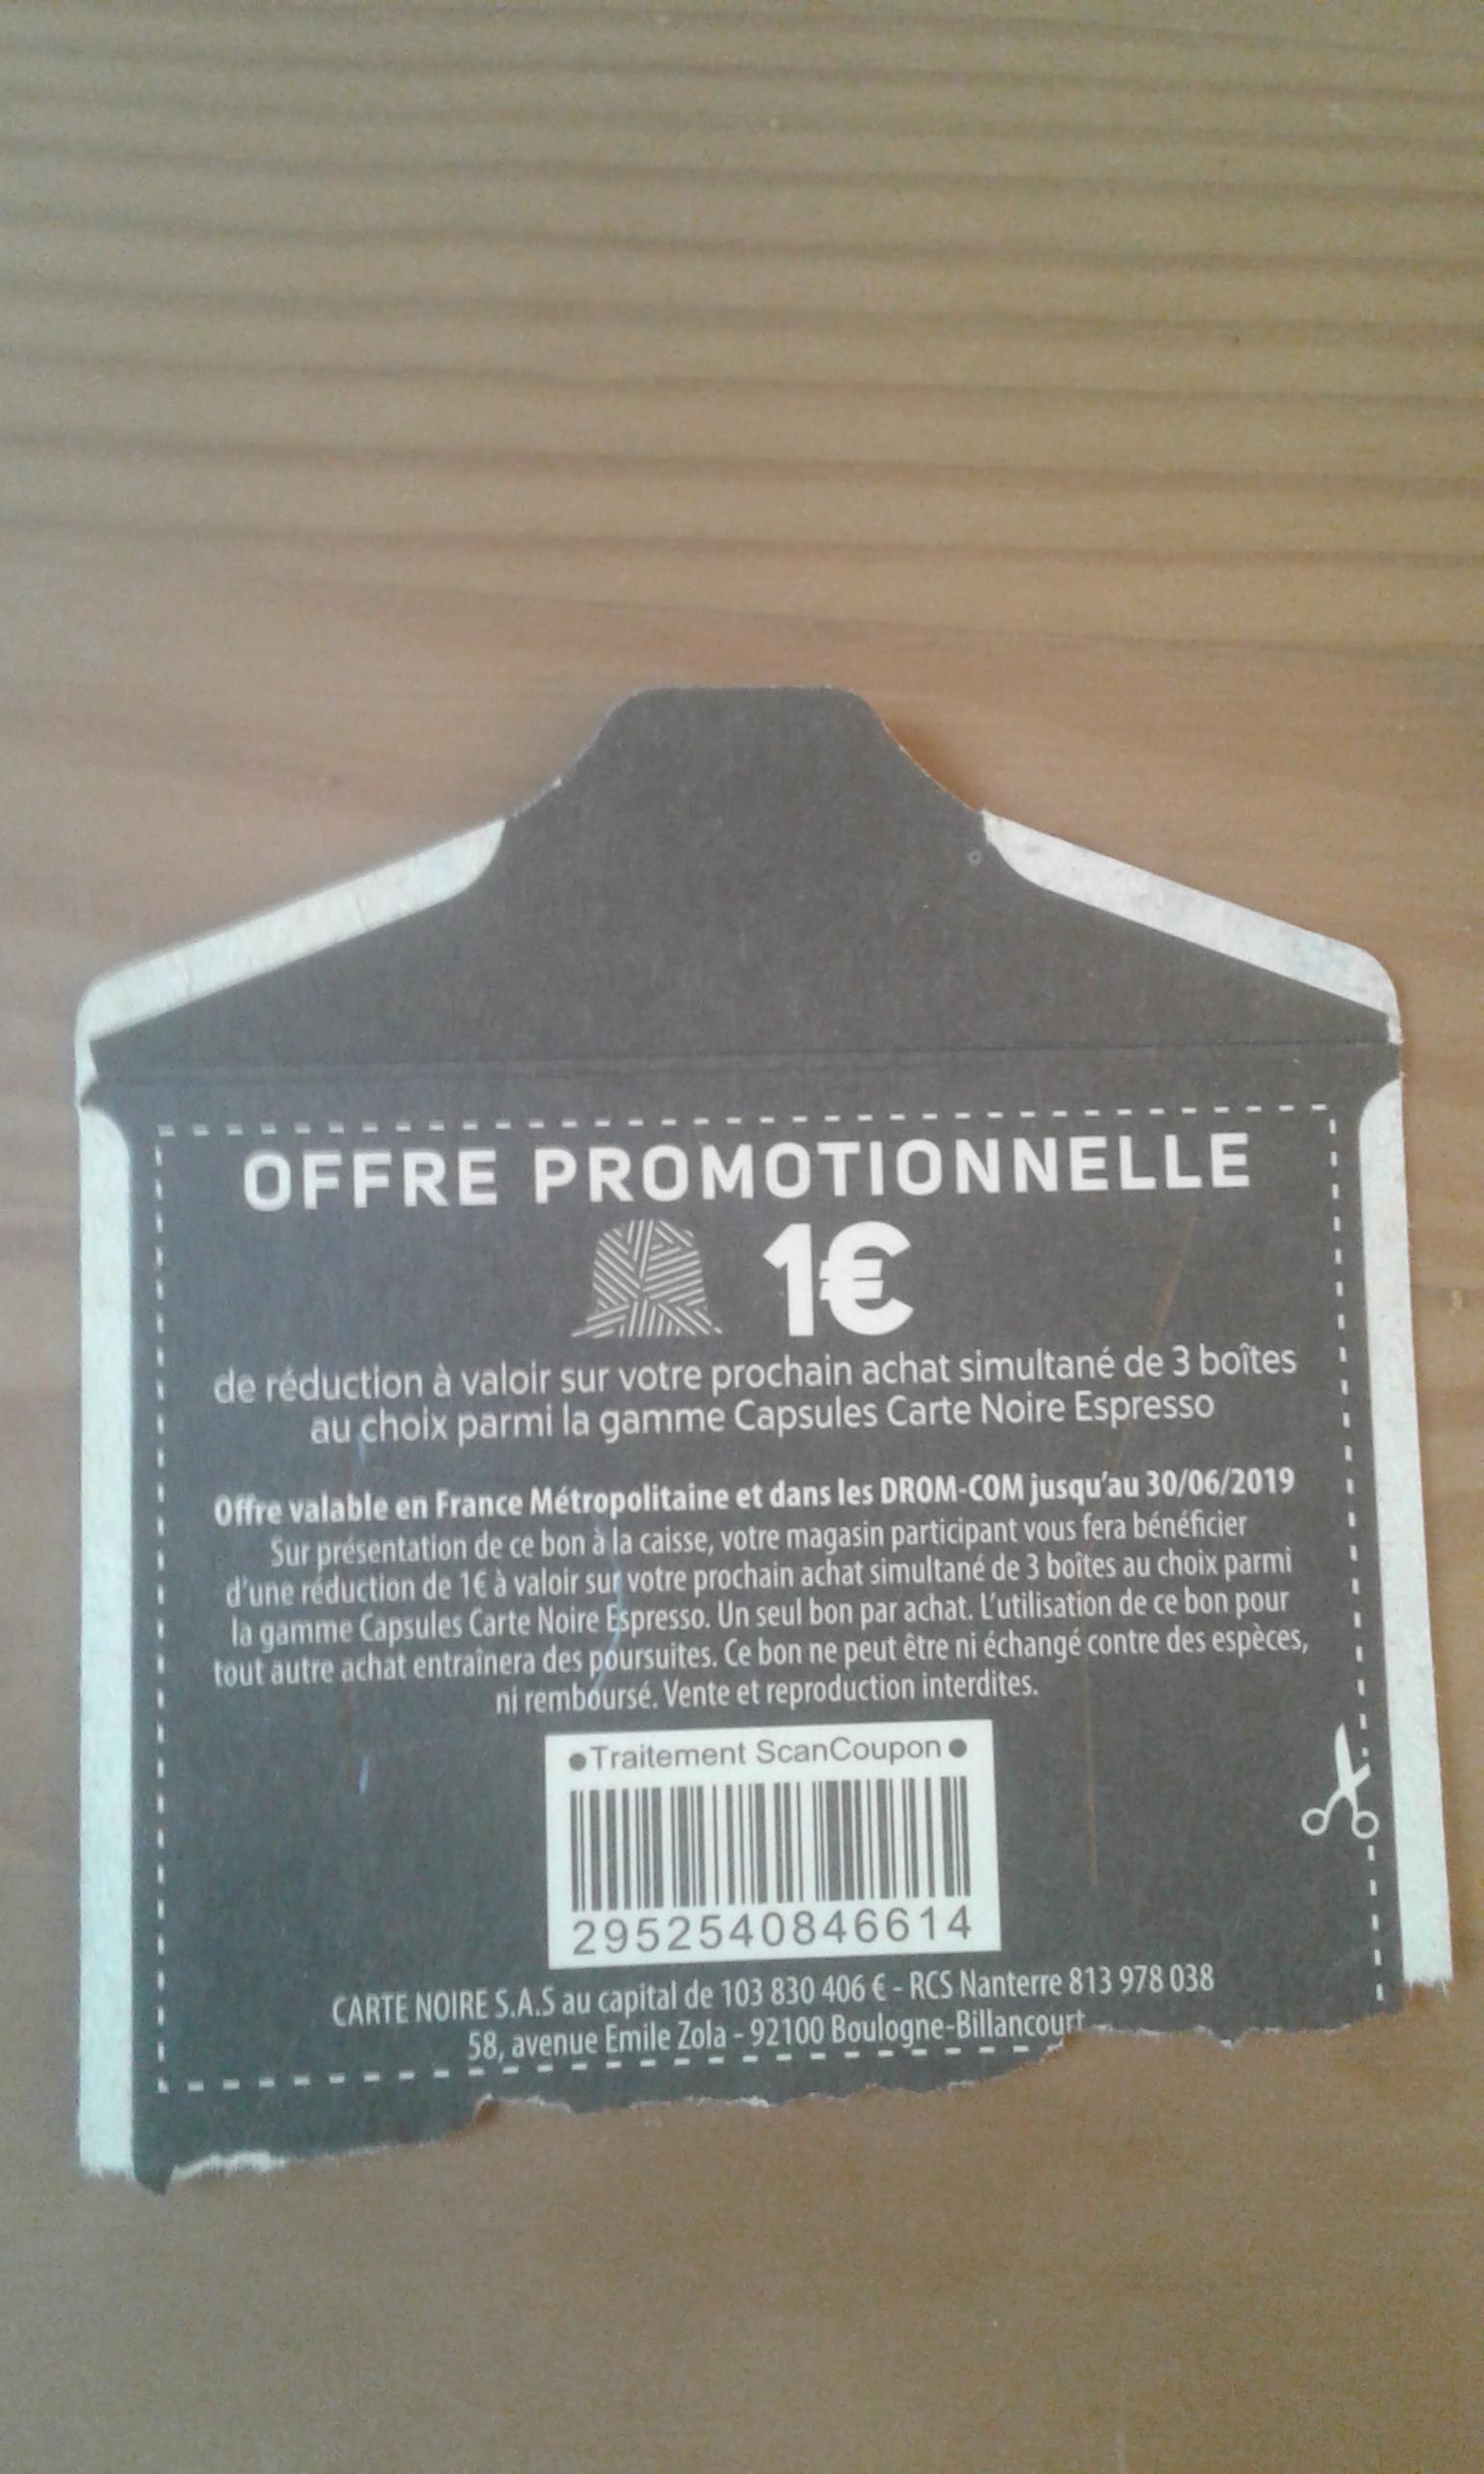 OFFRE PROMOTIONNELLE
1€
de réduction à valoir sur votre prochain achat simultané de 3 boîtes
au choix parmi la gamme Capsules Carte Noire Espresso
Offre valable en France Métropolitaine et dans les DROM-COM jusqu'au 30/06/2019
Sur présentation de ce bon à la caisse, votre magasin participant vous fera bénéficier
d'une réduction de 1€ à valoir sur votre prochain achat simultané de 3 boîtes au choix parmi
la gamme Capsules Carte Noire Espresso. Un seul bon par achat. L'utilisation de ce bon pour
tout autre achat entraînera des poursuites. Ce bon ne peut être ni échangé contre des espèces,
ni remboursé. Vente et reproduction interdites.
•Traitement ScanCoupon•
2952540846614
CARTE NOIRE S.A.S au capital de 103 830 406 € - RCS Nanterre 813 978 038
58, avenue Emile Zola - 92100 Boulogne-Billancourt